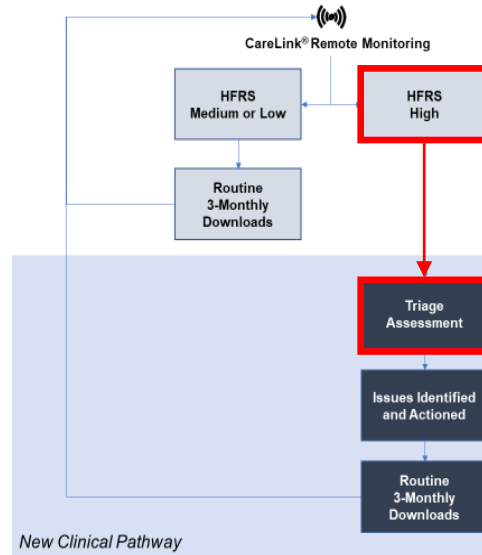 CareLink® Remote Monitoring
HFRS
Medium or Low
HFRS
High
Routine
3-Monthly
Downloads
Triage
Assessment
Issues Identified
and Actioned
Routine
3-Monthly
Downloads
New Clinical Pathway